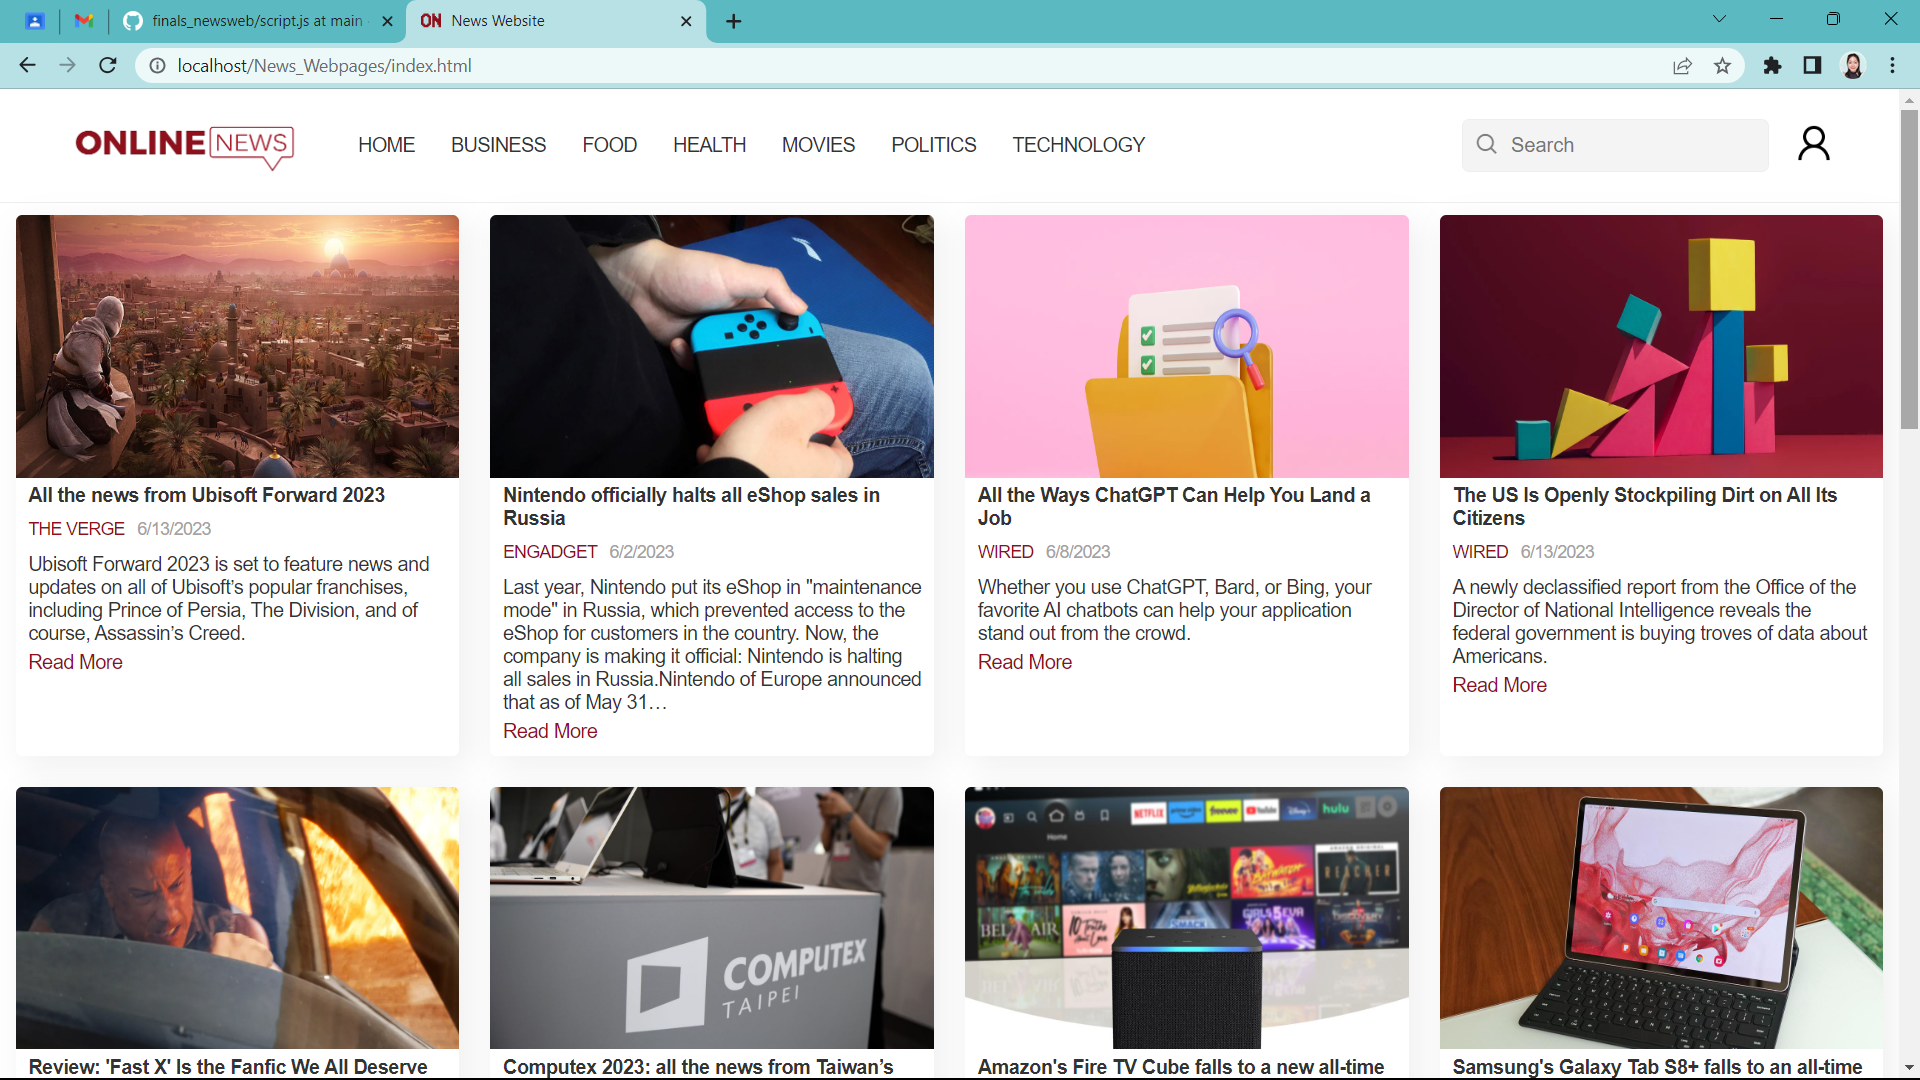 finals_newsweb/script.js at main
ON News Website
localhost/News_Webpages/index.html
ONLINE NEWS
HOME BUSINESS FOOD HEALTH MOVIES POLITICS TECHNOLOGY
Search
All the news from Ubisoft Forward 2023
THE VERGE 6/13/2023
Ubisoft Forward 2023 is set to feature news and
updates on all of Ubisoft’s popular franchises,
including Prince of Persia, The Division, and of
course, Assassin’s Creed.
Read More
Nintendo officially halts all eShop sales in
Russia
ENGADGET 6/2/2023
Last year, Nintendo put its eShop in "maintenance
mode" in Russia, which prevented access to the
eShop for customers in the country. Now, the
company is making it official: Nintendo is halting
all sales in Russia.Nintendo of Europe announced
that as of May 31…
Read More
All the Ways ChatGPT Can Help You Land a
Job
WIRED 6/8/2023
Whether you use ChatGPT, Bard, or Bing, your
favorite AI chatbots can help your application
stand out from the crowd.
Read More
The US Is Openly Stockpiling Dirt on All Its
Citizens
WIRED 6/13/2023
A newly declassified report from the Office of the
Director of National Intelligence reveals the
federal government is buying troves of data about
Americans.
Read More
COMPUTEX
TAIPEI
NETFLIX prime video freevee YouTube Disney+ hulu
Home
REACHER
BEL AIR
GIRLS5EVA
Review: 'Fast X' Is the Fanfic We All Deserve
Computex 2023: all the news from Taiwan’s
Amazon's Fire TV Cube falls to a new all-time
Samsung's Galaxy Tab S8+ falls to an all-time